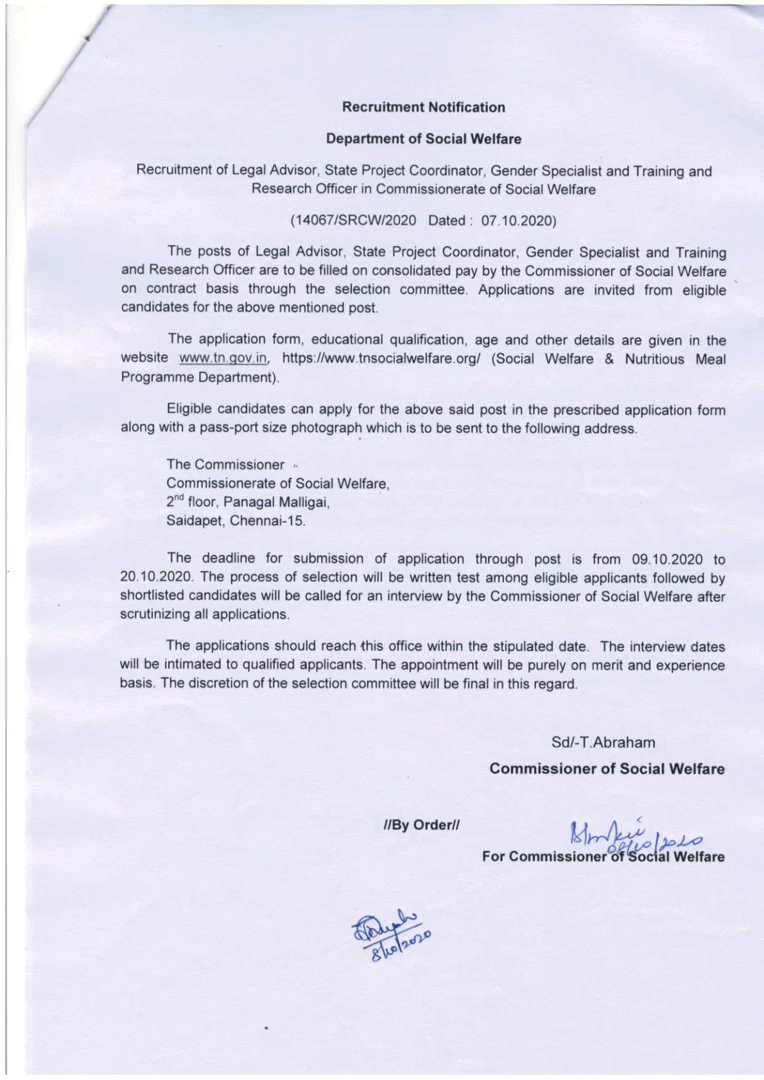 Recruitment Notification
Department of Social Welfare
Recruitment of Legal Advisor, State Project Coordinator, Gender Specialist and Training and
Research Officer in Commissionerate of Social Welfare
(14067/SRCW/2020 Dated : 07.10.2020)
The posts of Legal Advisor, State Project Coordinator, Gender Specialist and Training
and Research Officer are to be filled on consolidated pay by the Commissioner of Social Welfare
on contract basis through the selection committee. Applications are invited from eligible
candidates for the above mentioned post.
The application form, educational qualification, age and other details are given in the
website www.tn.gov.in, https://www.tnsocialwelfare.org/ (Social Welfare & Nutritious Meal
Programme Department).
Eligible candidates can apply for the above said post in the prescribed application form
along with a pass-port size photograph which is to be sent to the following address.
The Commissioner
Commissionerate of Social Welfare,
2nd floor, Panagal Malligai,
Saidapet, Chennai-15.
The deadline for submission of application through post is from 09.10.2020 to
20.10.2020. The process of selection will be written test among eligible applicants followed by
shortlisted candidates will be called for an interview by the Commissioner of Social Welfare after
scrutinizing all applications.
The applications should reach this office within the stipulated date. The interview dates
will be intimated to qualified applicants. The appointment will be purely on merit and experience
basis. The discretion of the selection committee will be final in this regard.
Sd/-T.Abraham
Commissioner of Social Welfare
//By Order//
08/10/2020
For Commissioner of Social Welfare
8/10/2020